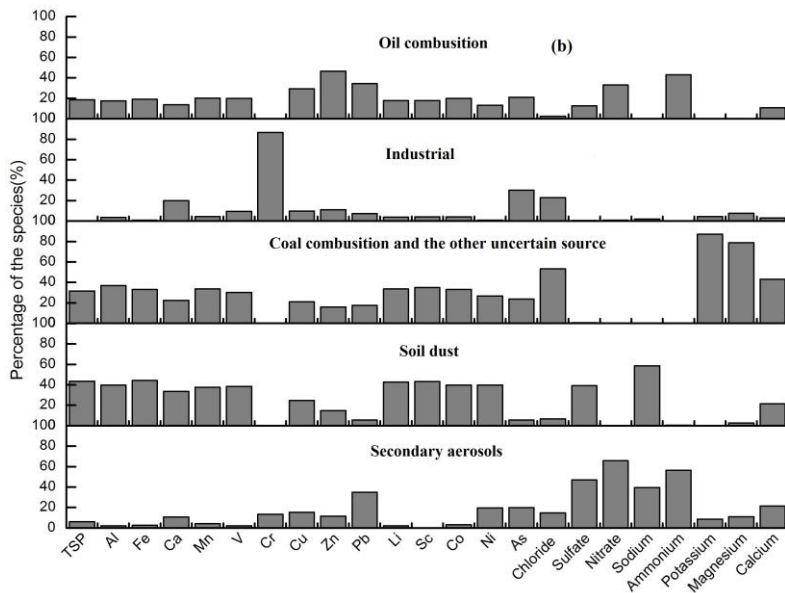 100
80
60
40
20
Oil combusition
(b)
100
80
60
40
20
Industrial
100
80
60
40
20
Coal combusition and the other uncertain source
100
80
60
40
20
Soil dust
100
80
60
40
20
0
Secondary aerosols
Percentage of the species(%)
TSP
Al
Fe
Ca
Mn
V
Cr
Cu
Zn
Pb
Li
Sc
Co
Ni
As
Chloride
Sulfate
Nitrate
Sodium
Ammonium
Potassium
Magnesium
Calcium